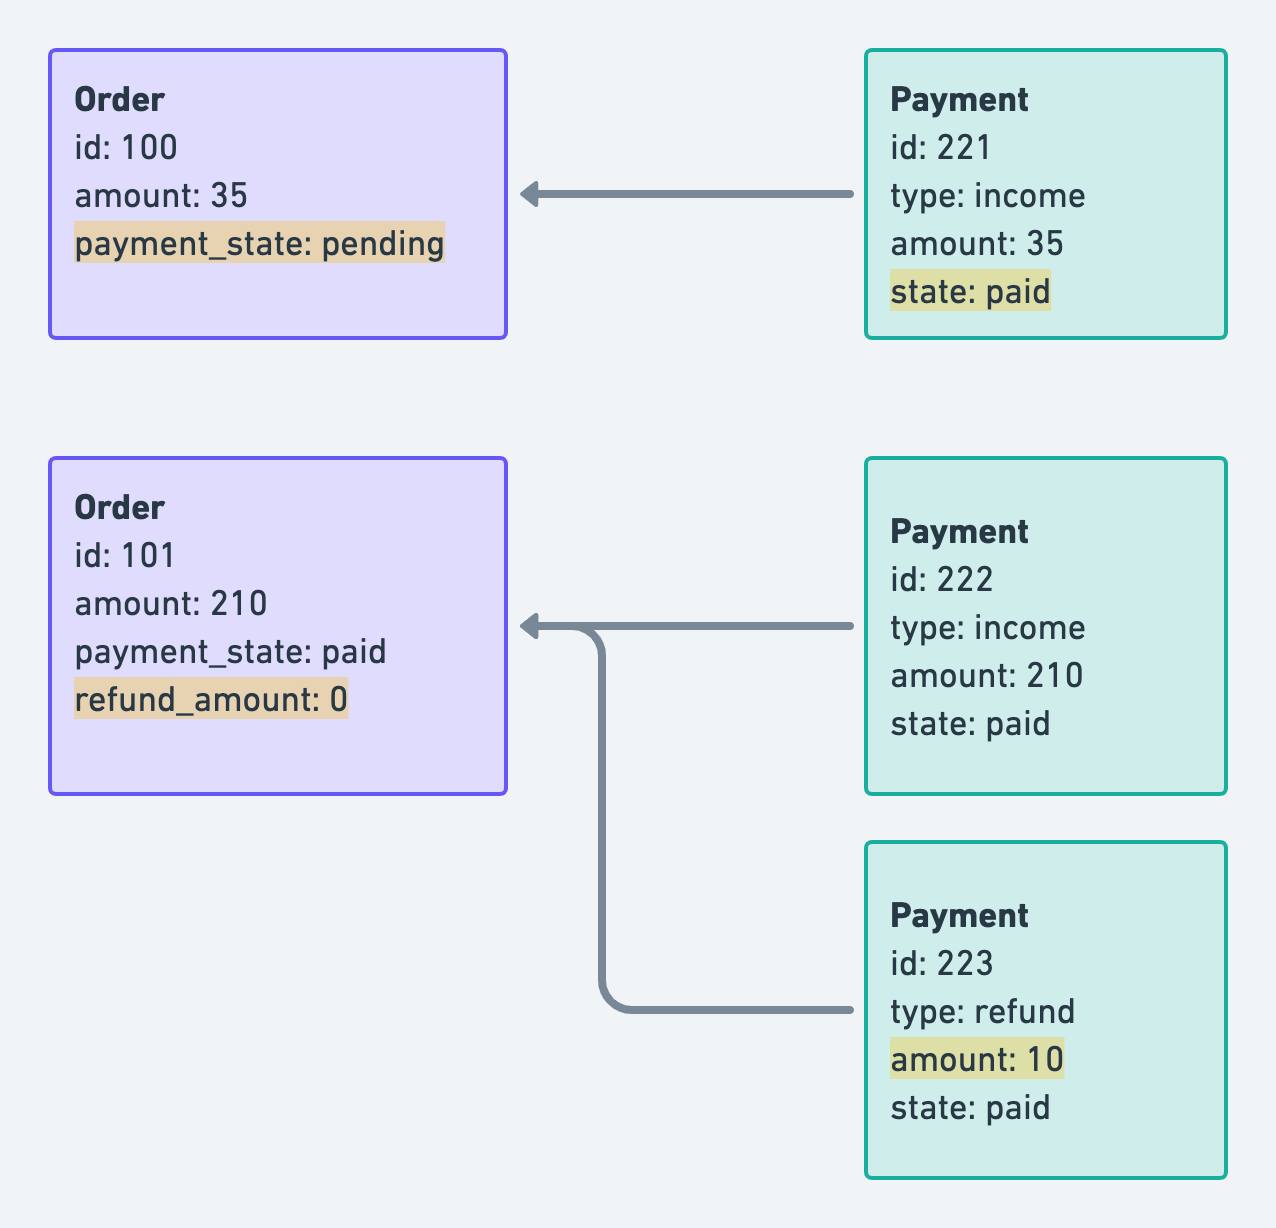 Order
id: 100
amount: 35
payment_state: pending
Payment
id: 221
type: income
amount: 35
state: paid
Order
id: 101
amount: 210
payment_state: paid
refund_amount: 0
Payment
id: 222
type: income
amount: 210
state: paid
Payment
id: 223
type: refund
amount: 10
state: paid